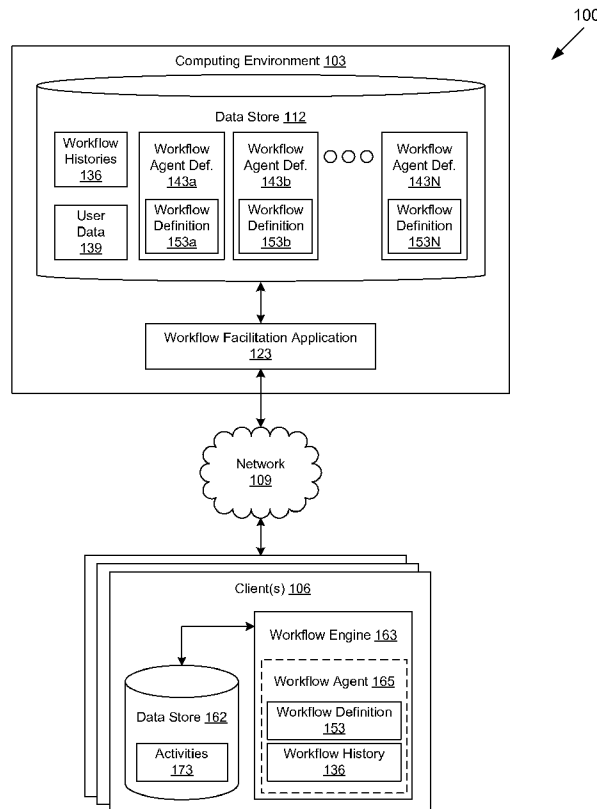 100
Computing Environment 103
Data Store 112
Workflow
Histories
136
User
Data
139
Workflow
Agent Def.
143a
Workflow
Definition
153a
Workflow
Agent Def.
143b
Workflow
Definition
153b
Workflow
Agent Def.
143N
Workflow
Definition
153N
Workflow Facilitation Application
123
Network
109
Client(s) 106
Workflow Engine 163
Workflow Agent 165
Workflow Definition
153
Workflow History
136
Data Store 162
Activities
173